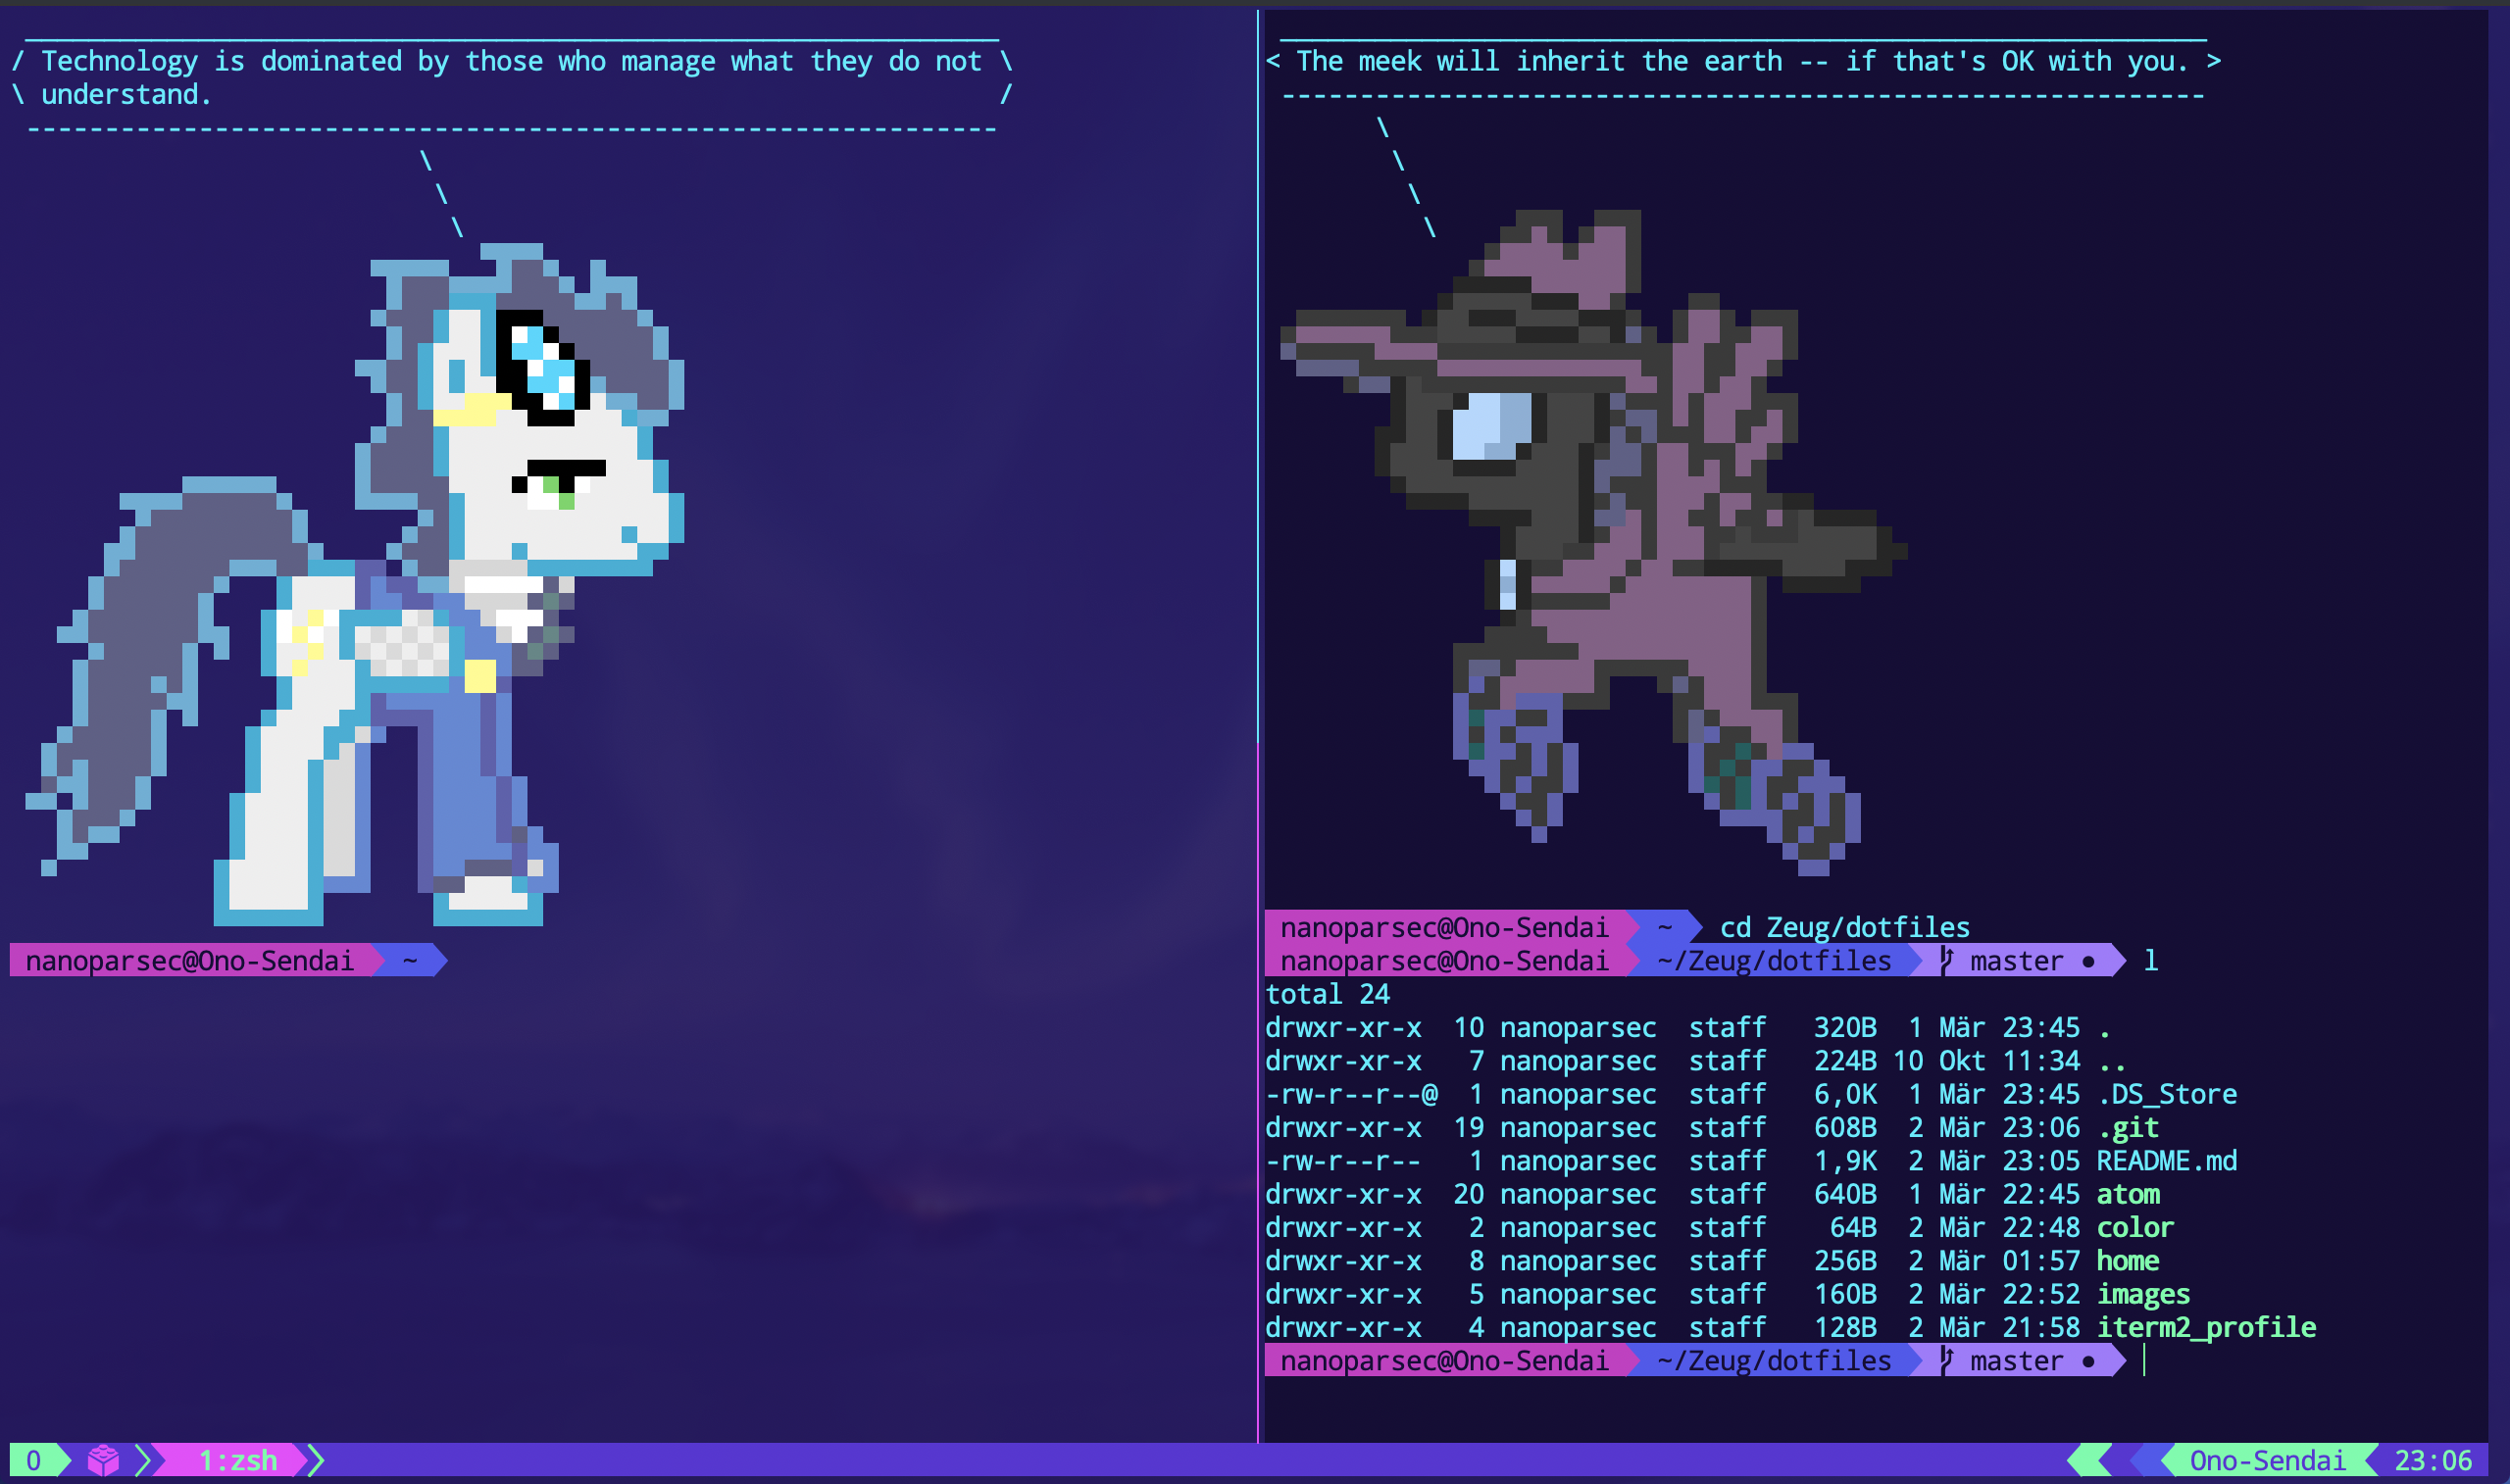 / Technology is dominated by those who manage what they do not \
\ understand. /
nanoparsec@Ono-Sendai ~
< The meek will inherit the earth -- if that's OK with you. >
nanoparsec@Ono-Sendai ~ cd Zeug/dotfiles
nanoparsec@Ono-Sendai ~/Zeug/dotfiles master ● l
total 24
drwxr-xr-x 10 nanoparsec staff 320B 1 Mär 23:45 .
drwxr-xr-x 7 nanoparsec staff 224B 10 Okt 11:34 ..
-rw-r--r--@ 1 nanoparsec staff 6,0K 1 Mär 23:45 .DS_Store
drwxr-xr-x 19 nanoparsec staff 608B 2 Mär 23:06 .git
-rw-r--r-- 1 nanoparsec staff 1,9K 2 Mär 23:05 README.md
drwxr-xr-x 20 nanoparsec staff 640B 1 Mär 22:45 atom
drwxr-xr-x 2 nanoparsec staff 64B 2 Mär 22:48 color
drwxr-xr-x 8 nanoparsec staff 256B 2 Mär 01:57 home
drwxr-xr-x 5 nanoparsec staff 160B 2 Mär 22:52 images
drwxr-xr-x 4 nanoparsec staff 128B 2 Mär 21:58 iterm2_profile
nanoparsec@Ono-Sendai ~/Zeug/dotfiles master ●
0 1:zsh Ono-Sendai 23:06